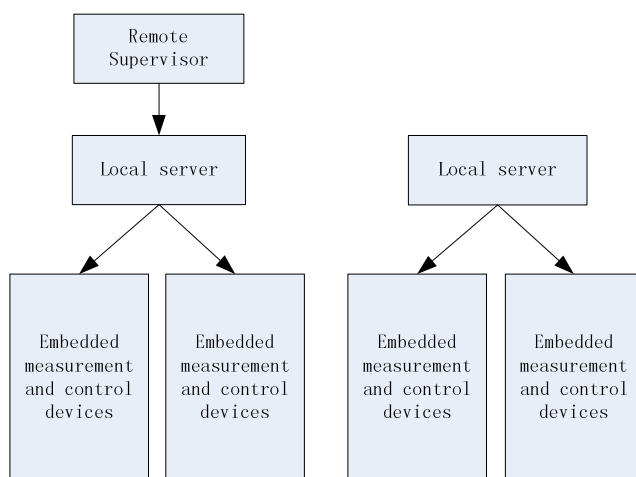 Remote
Supervisor
Local server
Local server
Embedded
measurement
and control
devices
Embedded
measurement
and control
devices
Embedded
measurement
and control
devices
Embedded
measurement
and control
devices